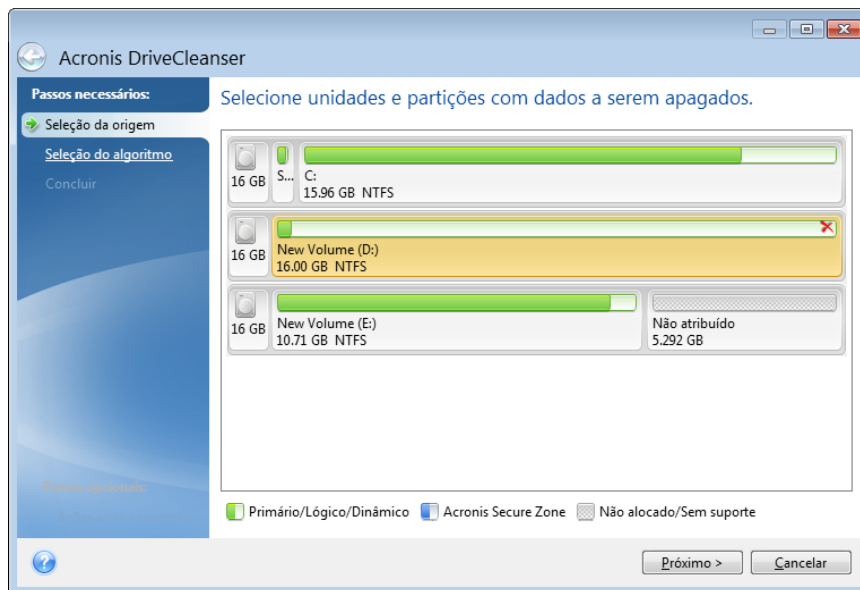 Acronis DriveCleanser
Passos necessários:
Seleção da origem
Seleção do algoritmo
Concluir
Selecione unidades e partições com dados a serem apagados.
16 GB
S...
C:
15.96 GB NTFS
16 GB
New Volume (D:)
16.00 GB NTFS
16 GB
New Volume (E:)
10.71 GB NTFS
Não atribuído
5.292 GB
Primário/Lógico/Dinâmico
Acronis Secure Zone
Não alocado/Sem suporte
Próximo >
Cancelar